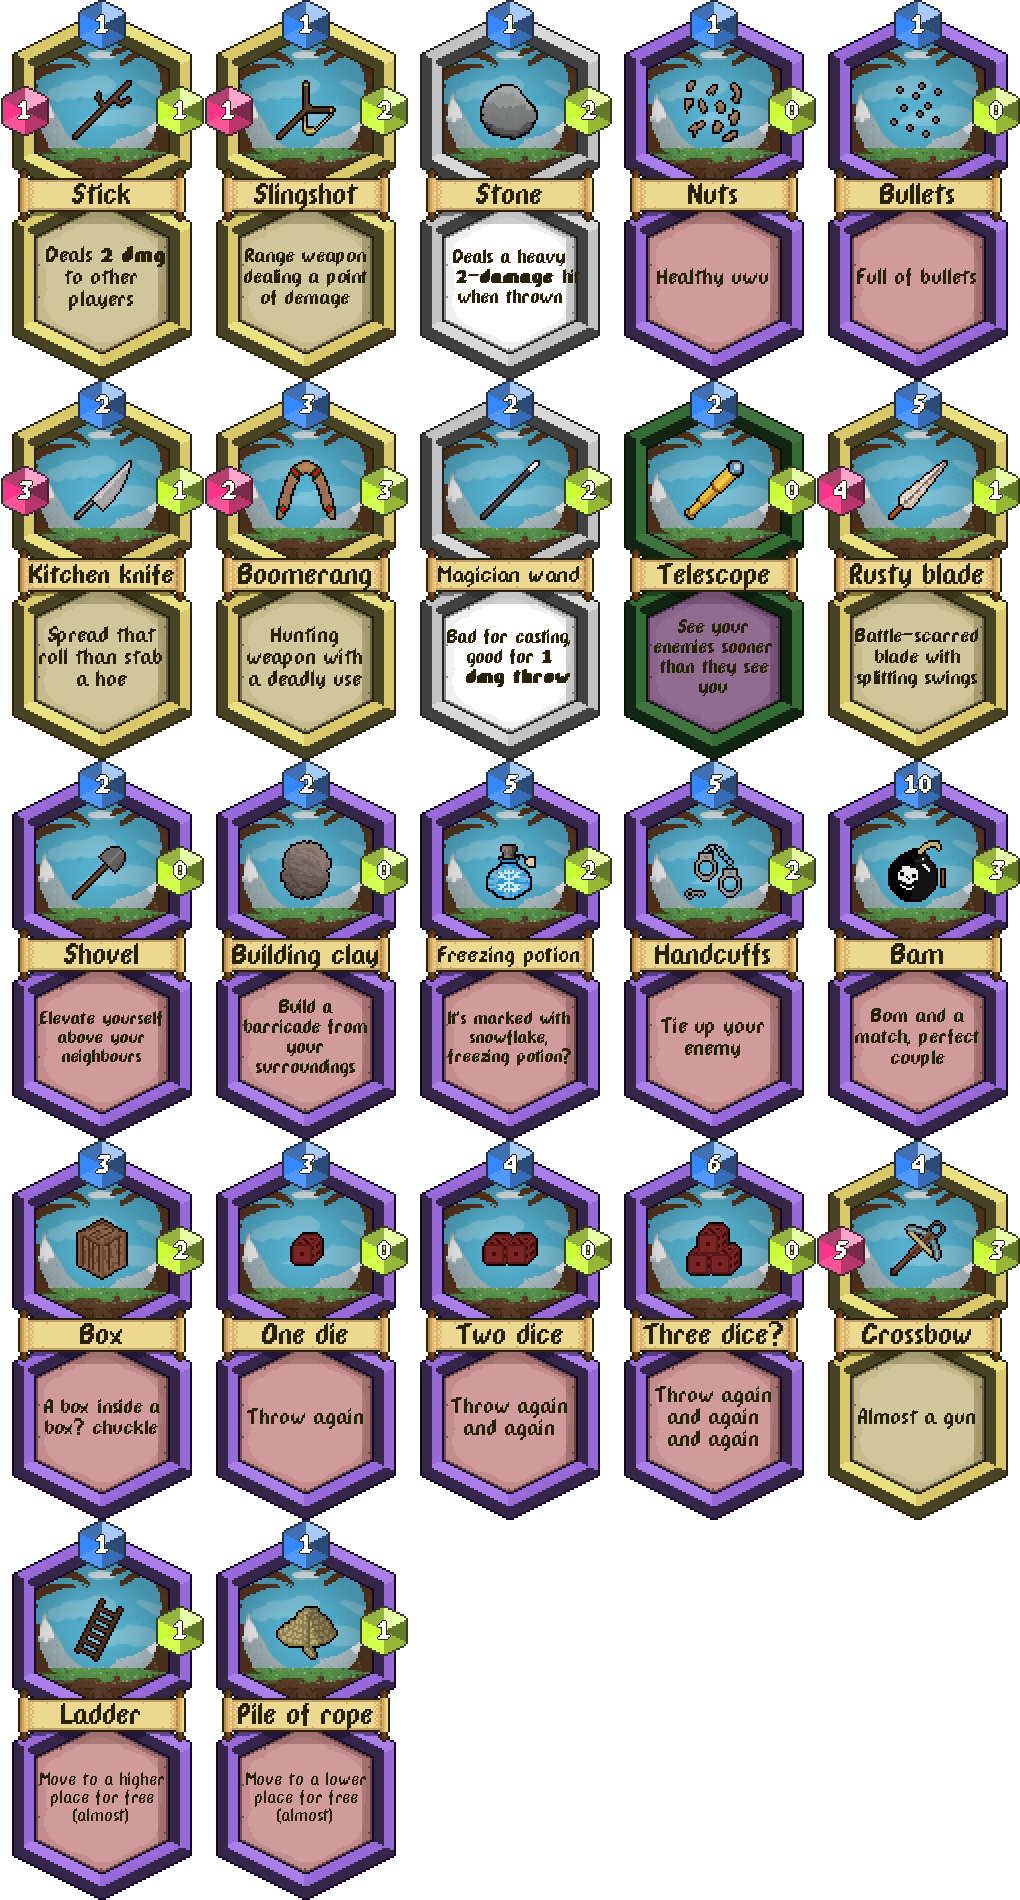 1
1
1
Stick
Deals 2 dmg
to other
players
1
1
2
Slingshot
Range weapon
dealing a point
of demage
1
2
Stone
Deals a heavy
2-damage hit
when thrown
1
0
Nuts
Healthy uwu
1
0
Bullets
Full of bullets
2
3
1
Kitchen knife
Spread that
roll than stab
a hoe
3
2
3
Boomerang
Hunting
weapon with
a deadly use
2
2
Magician wand
Bad for casting,
good for 1
dmg throw
2
0
Telescope
See your
enemies sooner
than they see
you
5
4
1
Rusty blade
Battle-scarred
blade with
splitting swings
2
0
Shovel
Elevate yourself
above your
neighbours
2
0
Building clay
Build a
barricade from
your
surroundings
5
2
Freezing potion
It's marked with
snowflake,
freezing potion?
5
2
Handcuffs
Tie up your
enemy
10
3
Bam
Bom and a
match, perfect
couple
3
2
Box
A box inside a
box? chuckle
3
0
One die
Throw again
4
0
Two dice
Throw again
and again
6
0
Three dice?
Throw again
and again
and again
4
5
3
Crossbow
Almost a gun
1
1
Ladder
Move to a higher
place for free
(almost)
1
1
Pile of rope
Move to a lower
place for free
(almost)